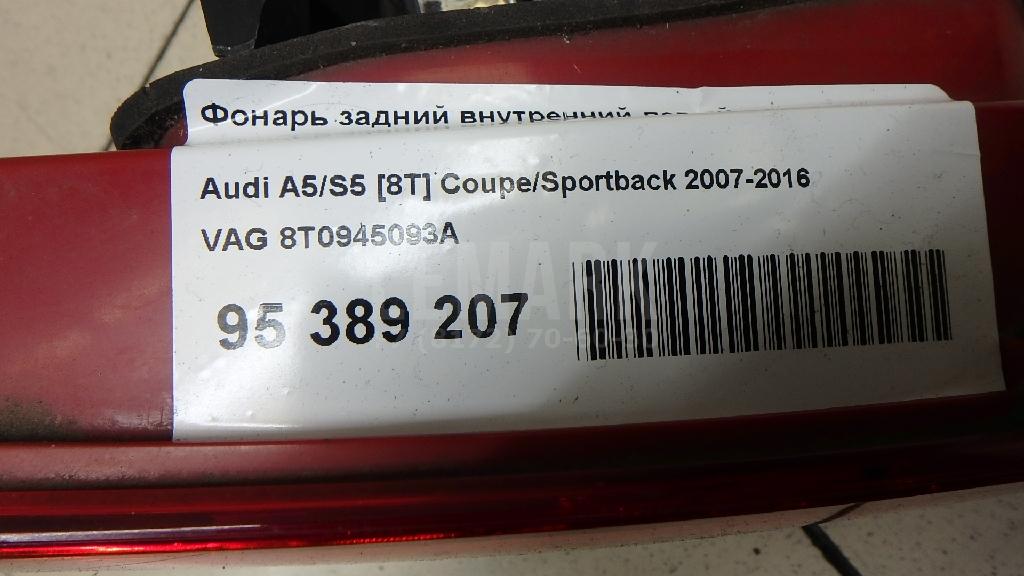 Фонарь задний внутренний
Audi A5/S5 [8T] Coupe/Sportback 2007-2016
VAG 8T0945093A
95 389 207